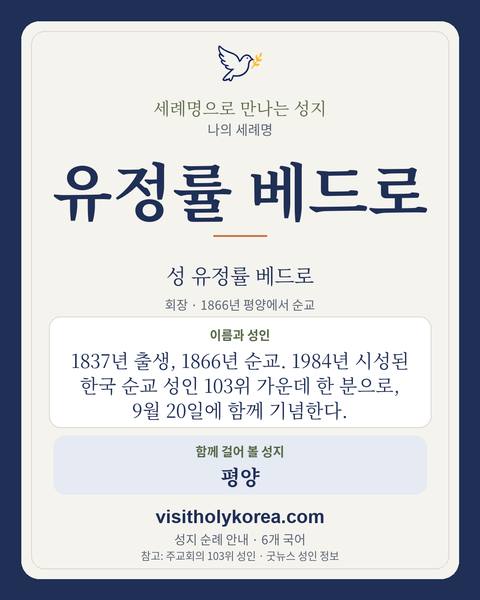 세례명으로 만나는 성지
나의 세례명
유정률 베드로
성 유정률 베드로
회장 · 1866년 평양에서 순교
이름과 성인
1837년 출생, 1866년 순교. 1984년 시성된
한국 순교 성인 103위 가운데 한 분으로,
9월 20일에 함께 기념한다.
함께 걸어 볼 성지
평양
visitholykorea.com
성지 순례 안내 · 6개 국어
참고: 주교회의 103위 성인 · 굿뉴스 성인 정보